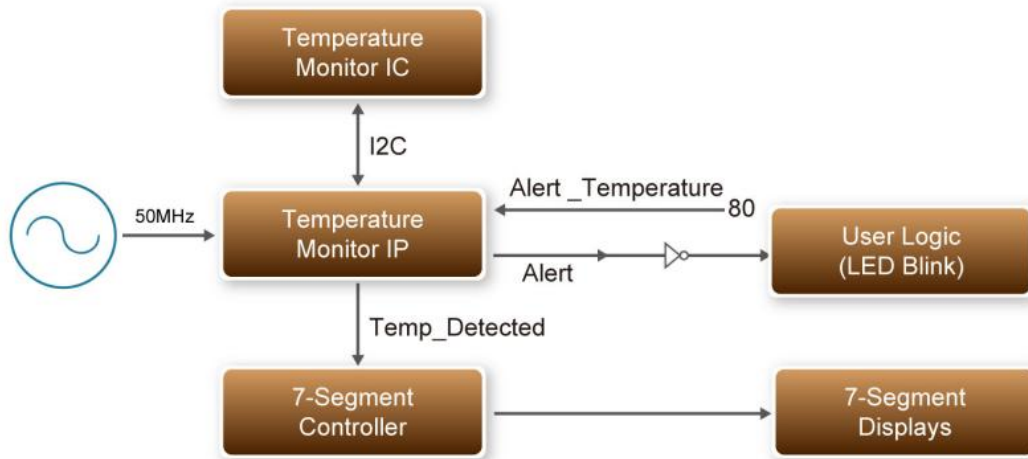 Temperature
Monitor IC
I2C
50MHz
Temperature
Monitor IP
Alert _Temperature
80
Alert
User Logic
(LED Blink)
Temp_Detected
7-Segment
Controller
7-Segment
Displays